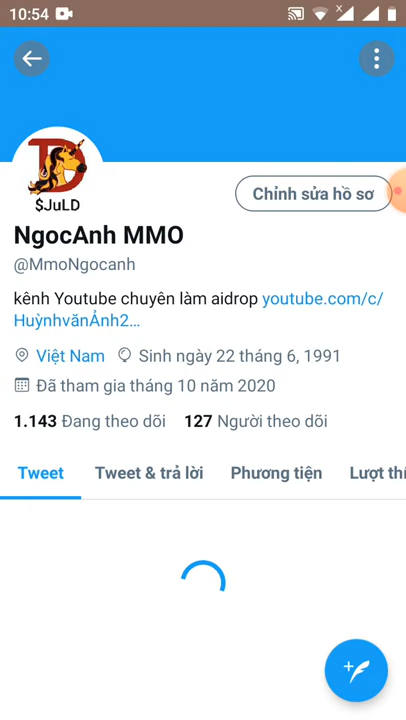 10:54
$JuLD
Chỉnh sửa hồ sơ
NgocAnh MMO
@MmoNgocanh
kênh Youtube chuyên làm aidrop youtube.com/c/
HuỳnhvănẢnh2...
Việt Nam Sinh ngày 22 tháng 6, 1991
Đã tham gia tháng 10 năm 2020
1.143 Đang theo dõi 127 Người theo dõi
Tweet Tweet & trả lời Phương tiện Lượt thí